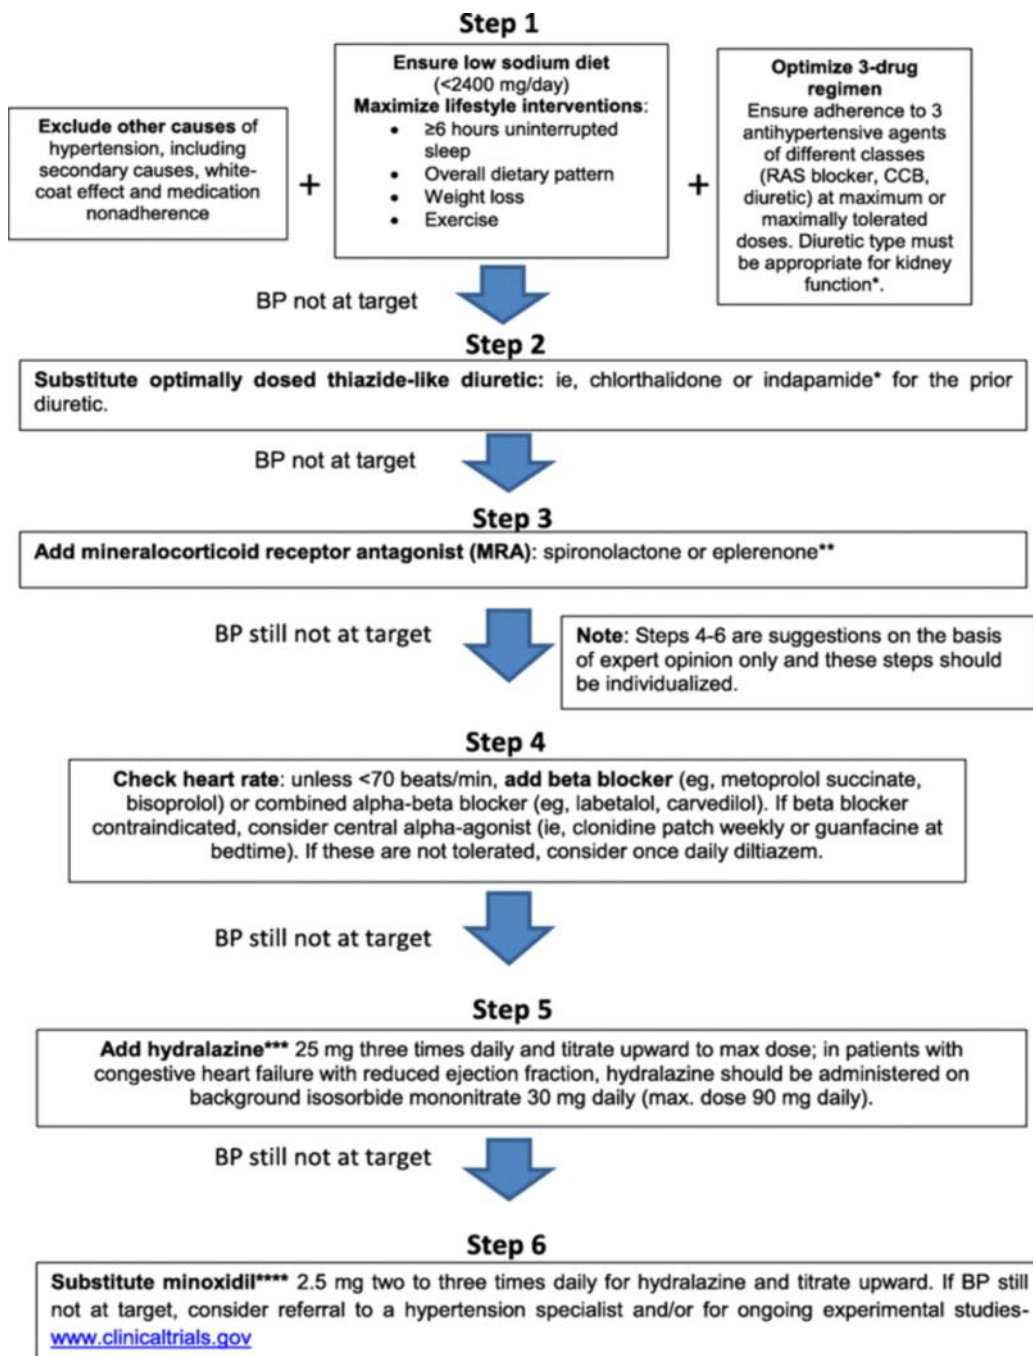 Step 1
Exclude other causes of
hypertension, including
secondary causes, white-
coat effect and medication
nonadherence
+
Ensure low sodium diet
(<2400 mg/day)
Maximize lifestyle interventions:
• ≥6 hours uninterrupted
sleep
• Overall dietary pattern
• Weight loss
• Exercise
+
Optimize 3-drug
regimen
Ensure adherence to 3
antihypertensive agents
of different classes
(RAS blocker, CCB,
diuretic) at maximum or
maximally tolerated
doses. Diuretic type must
be appropriate for kidney
function*.
BP not at target
Step 2
Substitute optimally dosed thiazide-like diuretic: ie, chlorthalidone or indapamide* for the prior
diuretic.
BP not at target
Step 3
Add mineralocorticoid receptor antagonist (MRA): spironolactone or eplerenone**
BP still not at target
Note: Steps 4-6 are suggestions on the basis
of expert opinion only and these steps should
be individualized.
Step 4
Check heart rate: unless <70 beats/min, add beta blocker (eg, metoprolol succinate,
bisoprolol) or combined alpha-beta blocker (eg, labetalol, carvedilol). If beta blocker
contraindicated, consider central alpha-agonist (ie, clonidine patch weekly or guanfacine at
bedtime). If these are not tolerated, consider once daily diltiazem.
BP still not at target
Step 5
Add hydralazine*** 25 mg three times daily and titrate upward to max dose; in patients with
congestive heart failure with reduced ejection fraction, hydralazine should be administered on
background isosorbide mononitrate 30 mg daily (max. dose 90 mg daily).
BP still not at target
Step 6
Substitute minoxidil**** 2.5 mg two to three times daily for hydralazine and titrate upward. If BP still
not at target, consider referral to a hypertension specialist and/or for ongoing experimental studies-
www.clinicaltrials.gov